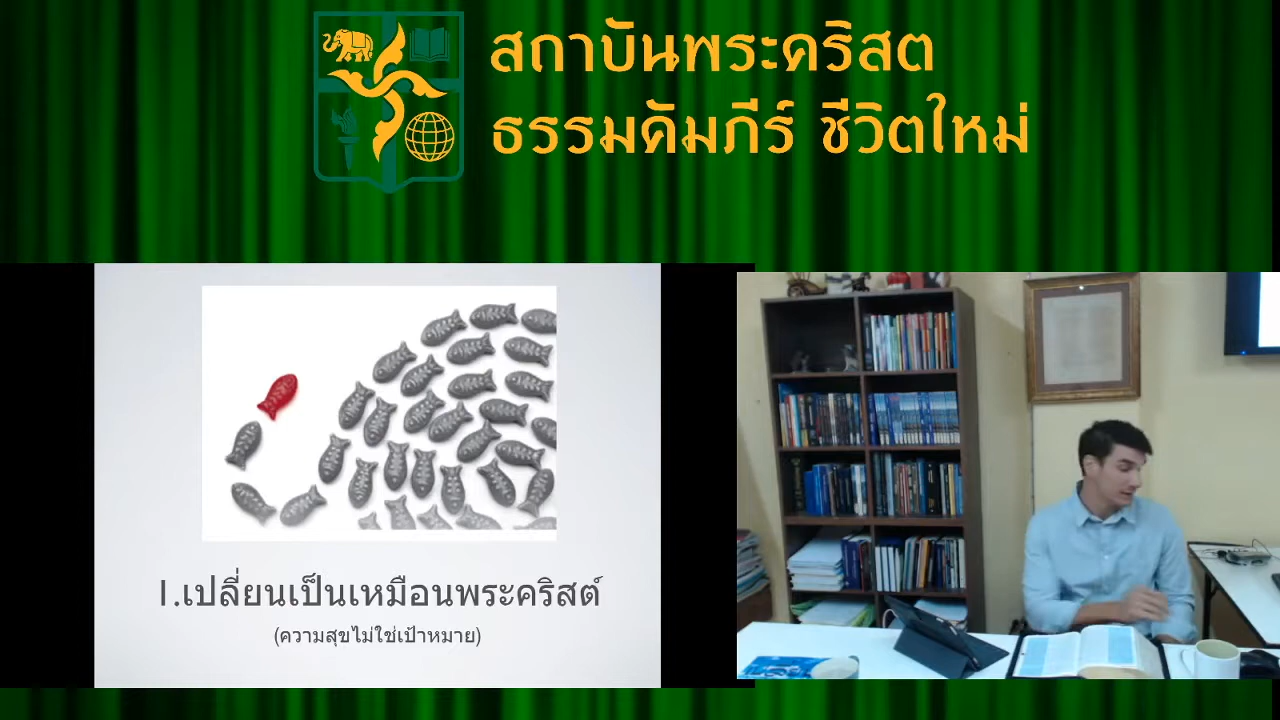 สถาบันพระคริสต
ธรรมคัมภีร์ ชีวิตใหม่
1.เปลี่ยนเป็นเหมือนพระคริสต์
(ความสุขไม่ใช่เป้าหมาย)